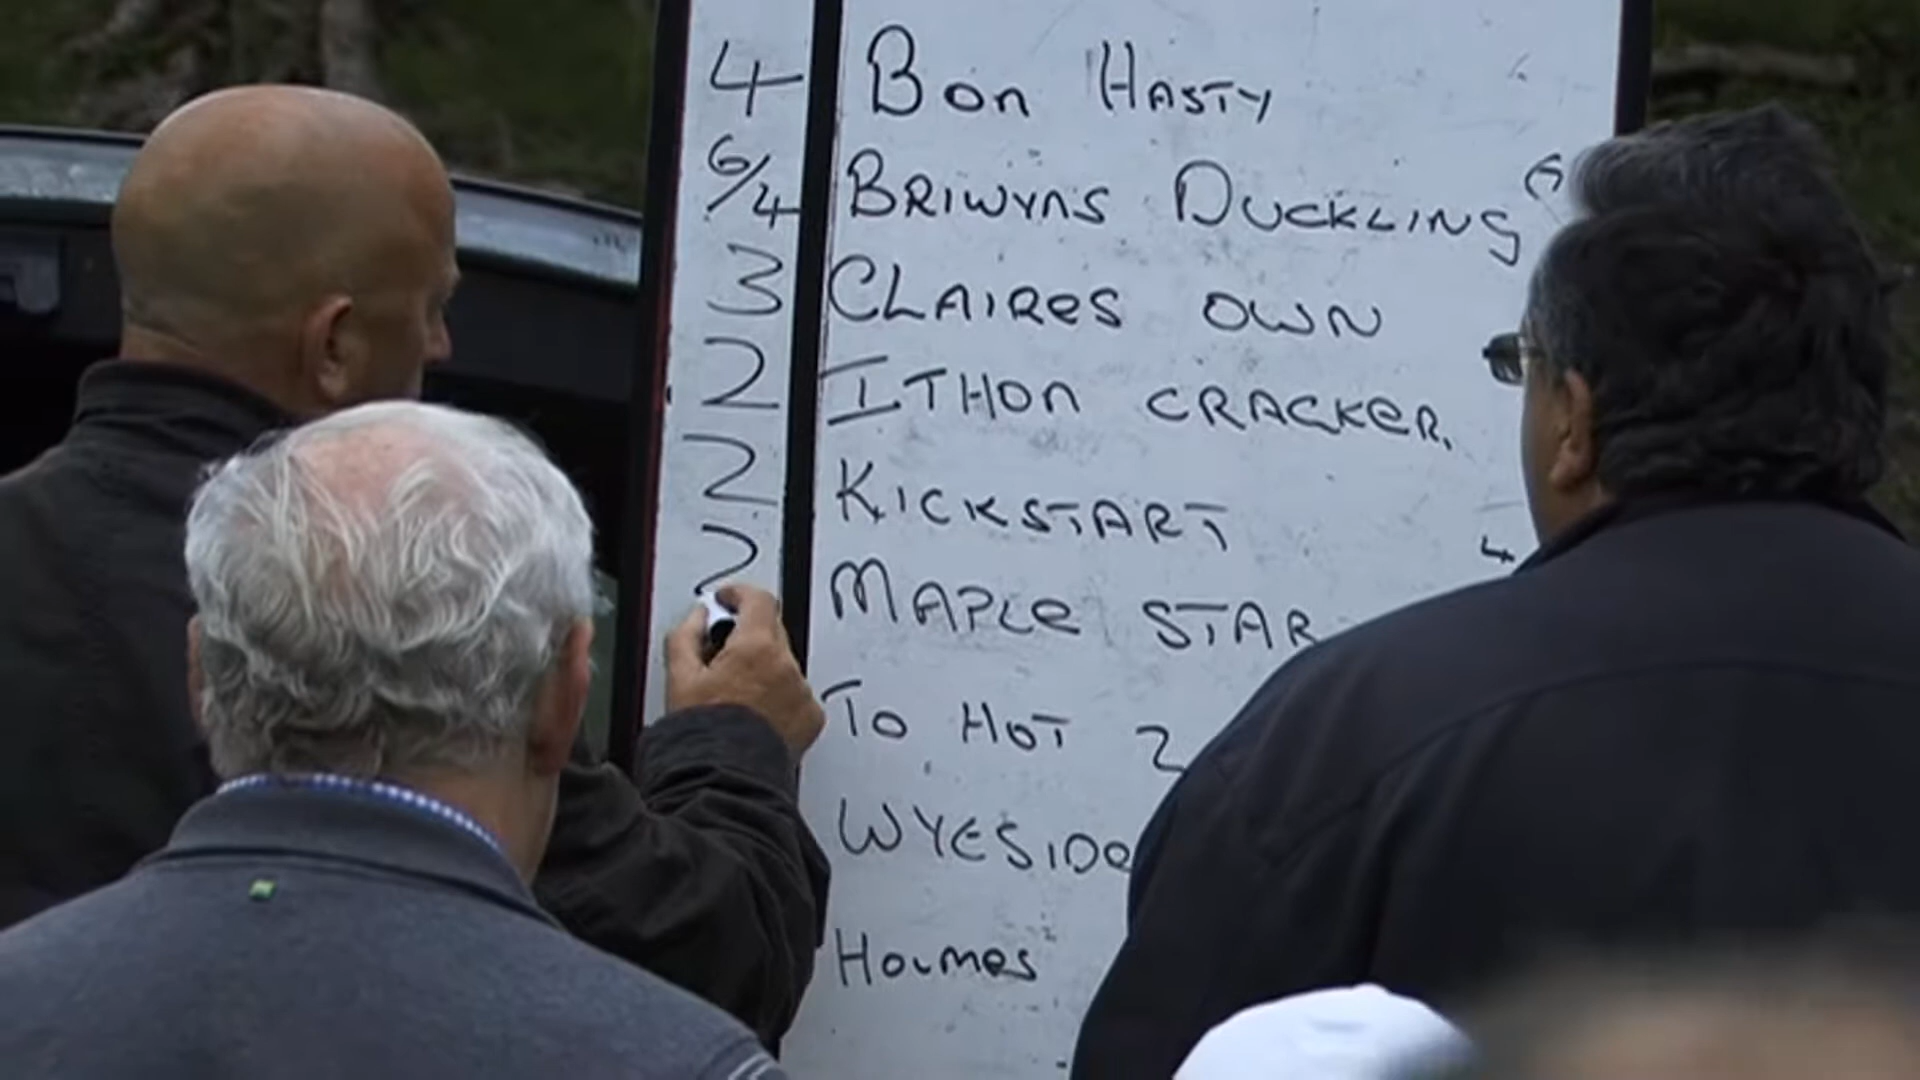 4 Bon HASTY
6/4 BRIWYNS DUCKLING
3 CLAIRES OWN
2 ITHON CRACKER.
2 KICKSTART
2 MAPLE STAR
4
TO HOT 2
WYESIDE
HOLMES